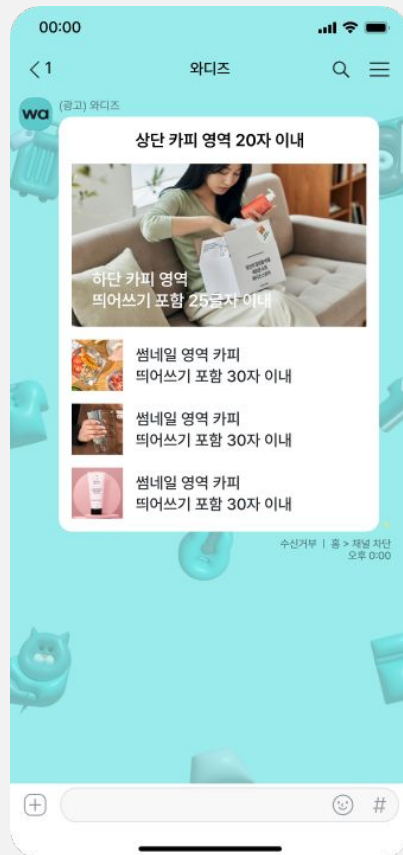 00:00
1
와디즈
wa
(광고) 와디즈
상단 카피 영역 20자 이내
하단 카피 영역
띄어쓰기 포함 25글자 이내
썸네일 영역 카피
띄어쓰기 포함 30자 이내
썸네일 영역 카피
띄어쓰기 포함 30자 이내
썸네일 영역 카피
띄어쓰기 포함 30자 이내
수신거부 | 홈 > 채널 차단
오후 0:00
#